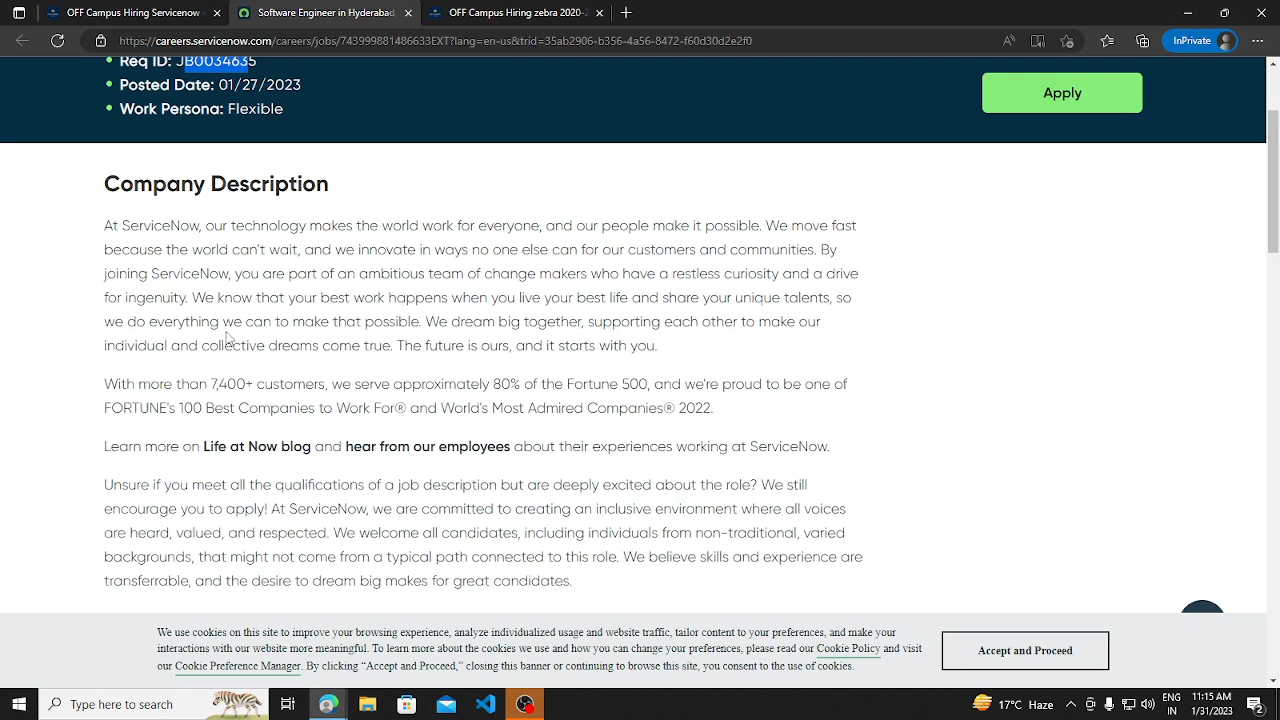 OFF Campus Hiring Servicenow
Software Engineer in Hyderabad,
OFF Campus Hiring zebra 2020-2
https://careers.servicenow.com/careers/jobs/743999881486633EXT?lang=en-us&trid=35ab2906-b356-4a56-8472-f60d30d2e2f0
InPrivate
Req ID: JB0034635
Posted Date: 01/27/2023
Work Persona: Flexible
Apply
Company Description
At ServiceNow, our technology makes the world work for everyone, and our people make it possible. We move fast
because the world can't wait, and we innovate in ways no one else can for our customers and communities. By
joining ServiceNow, you are part of an ambitious team of change makers who have a restless curiosity and a drive
for ingenuity. We know that your best work happens when you live your best life and share your unique talents, so
we do everything we can to make that possible. We dream big together, supporting each other to make our
individual and collective dreams come true. The future is ours, and it starts with you.
With more than 7,400+ customers, we serve approximately 80% of the Fortune 500, and we're proud to be one of
FORTUNE's 100 Best Companies to Work For® and World's Most Admired Companies® 2022.
Learn more on Life at Now blog and hear from our employees about their experiences working at ServiceNow.
Unsure if you meet all the qualifications of a job description but are deeply excited about the role? We still
encourage you to apply! At ServiceNow, we are committed to creating an inclusive environment where all voices
are heard, valued, and respected. We welcome all candidates, including individuals from non-traditional, varied
backgrounds, that might not come from a typical path connected to this role. We believe skills and experience are
transferrable, and the desire to dream big makes for great candidates.
We use cookies on this site to improve your browsing experience, analyze individualized usage and website traffic, tailor content to your preferences, and make your
interactions with our website more meaningful. To learn more about the cookies we use and how you can change your preferences, please read our Cookie Policy and visit
our Cookie Preference Manager. By clicking “Accept and Proceed,” closing this banner or continuing to browse this site, you consent to the use of cookies.
Accept and Proceed
Type here to search
17°C Haze
ENG
IN
11:15 AM
1/31/2023
2